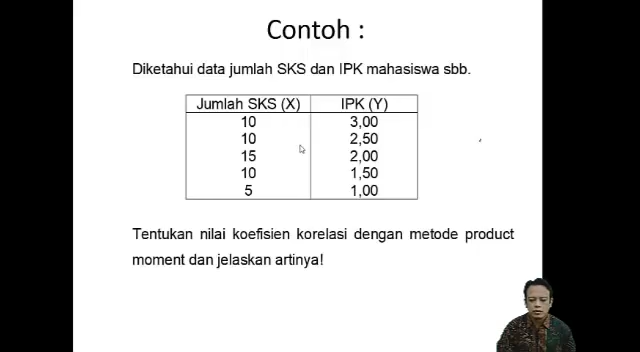 Contoh :
Diketahui data jumlah SKS dan IPK mahasiswa sbb.
Jumlah SKS (X) IPK (Y)
10 3,00
10 2,50
15 2,00
10 1,50
5 1,00
Tentukan nilai koefisien korelasi dengan metode product
moment dan jelaskan artinya!